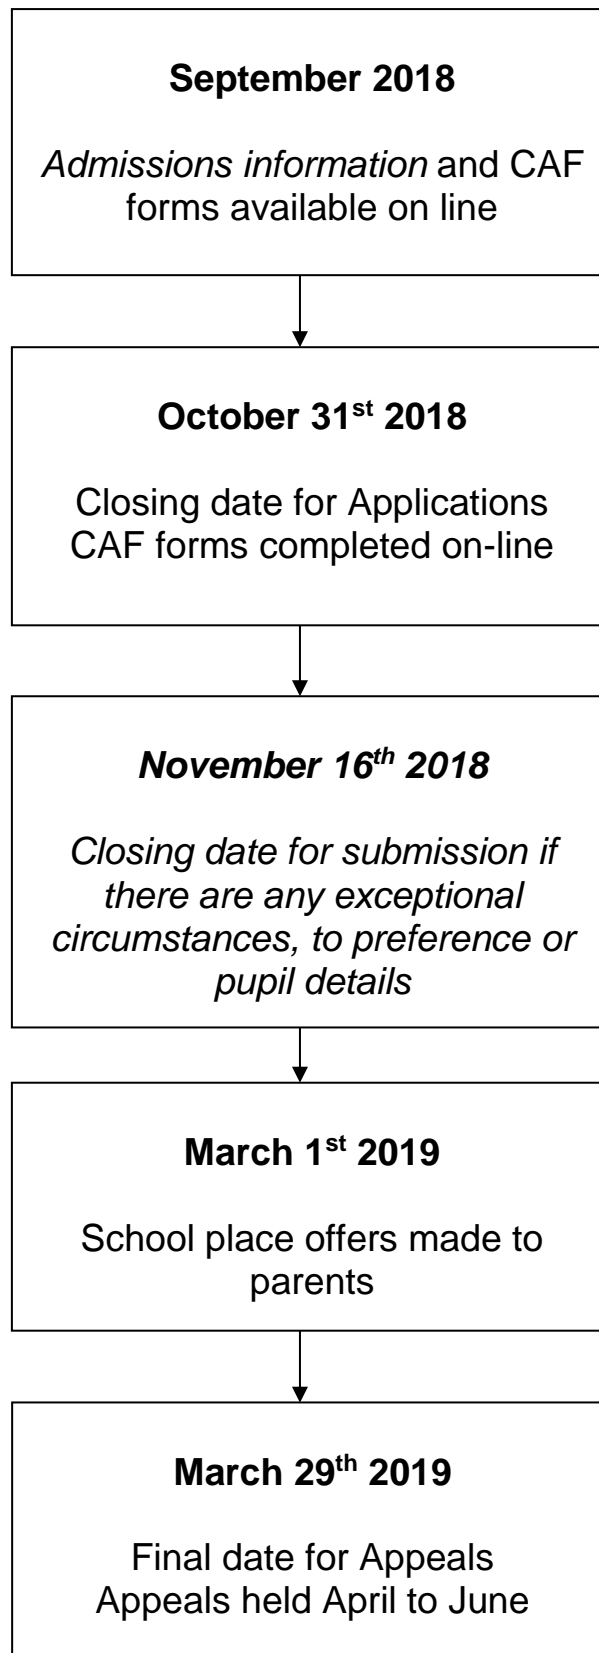 September 2018
Admissions information and CAF
forms available on line
October 31st 2018
Closing date for Applications
CAF forms completed on-line
November 16th 2018
Closing date for submission if
there are any exceptional
circumstances, to preference or
pupil details
March 1st 2019
School place offers made to
parents
March 29th 2019
Final date for Appeals
Appeals held April to June